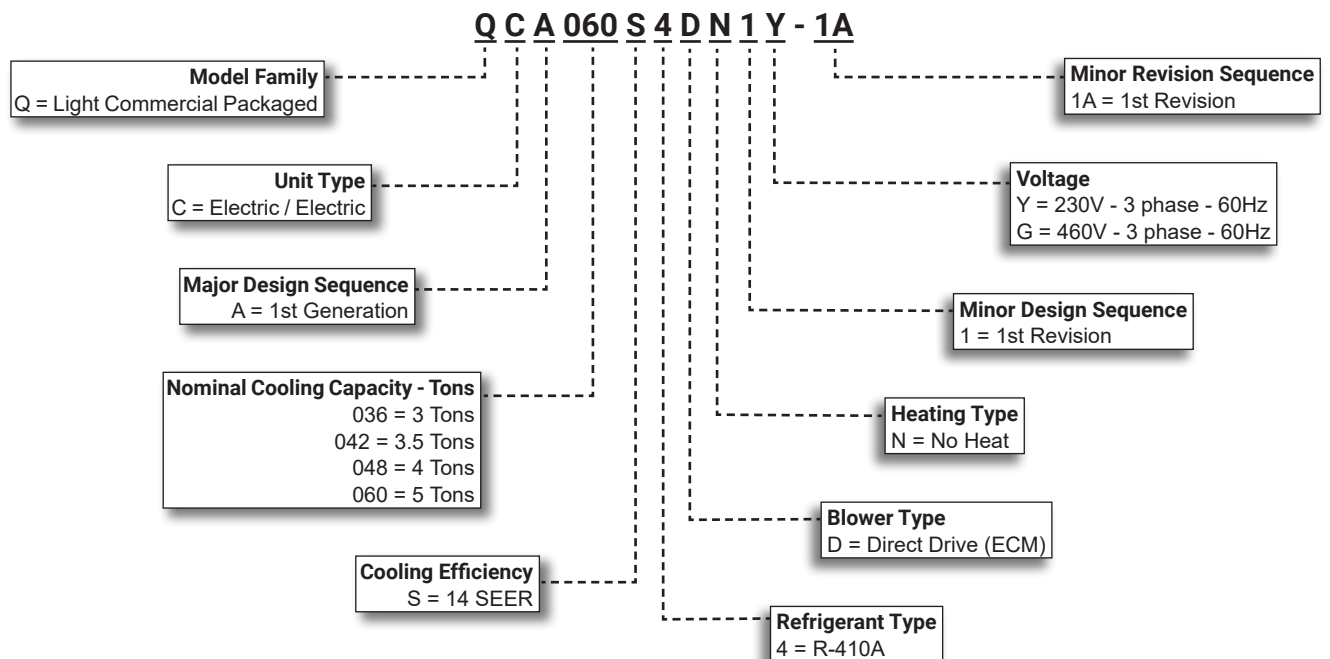 Q C A 060 S 4 D N 1 Y - 1A
Model Family
Q = Light Commercial Packaged
Unit Type
C = Electric / Electric
Major Design Sequence
A = 1st Generation
Nominal Cooling Capacity - Tons
036 = 3 Tons
042 = 3.5 Tons
048 = 4 Tons
060 = 5 Tons
Cooling Efficiency
S = 14 SEER
Minor Revision Sequence
1A = 1st Revision
Voltage
Y = 230V - 3 phase - 60Hz
G = 460V - 3 phase - 60Hz
Minor Design Sequence
1 = 1st Revision
Heating Type
N = No Heat
Blower Type
D = Direct Drive (ECM)
Refrigerant Type
4 = R-410A